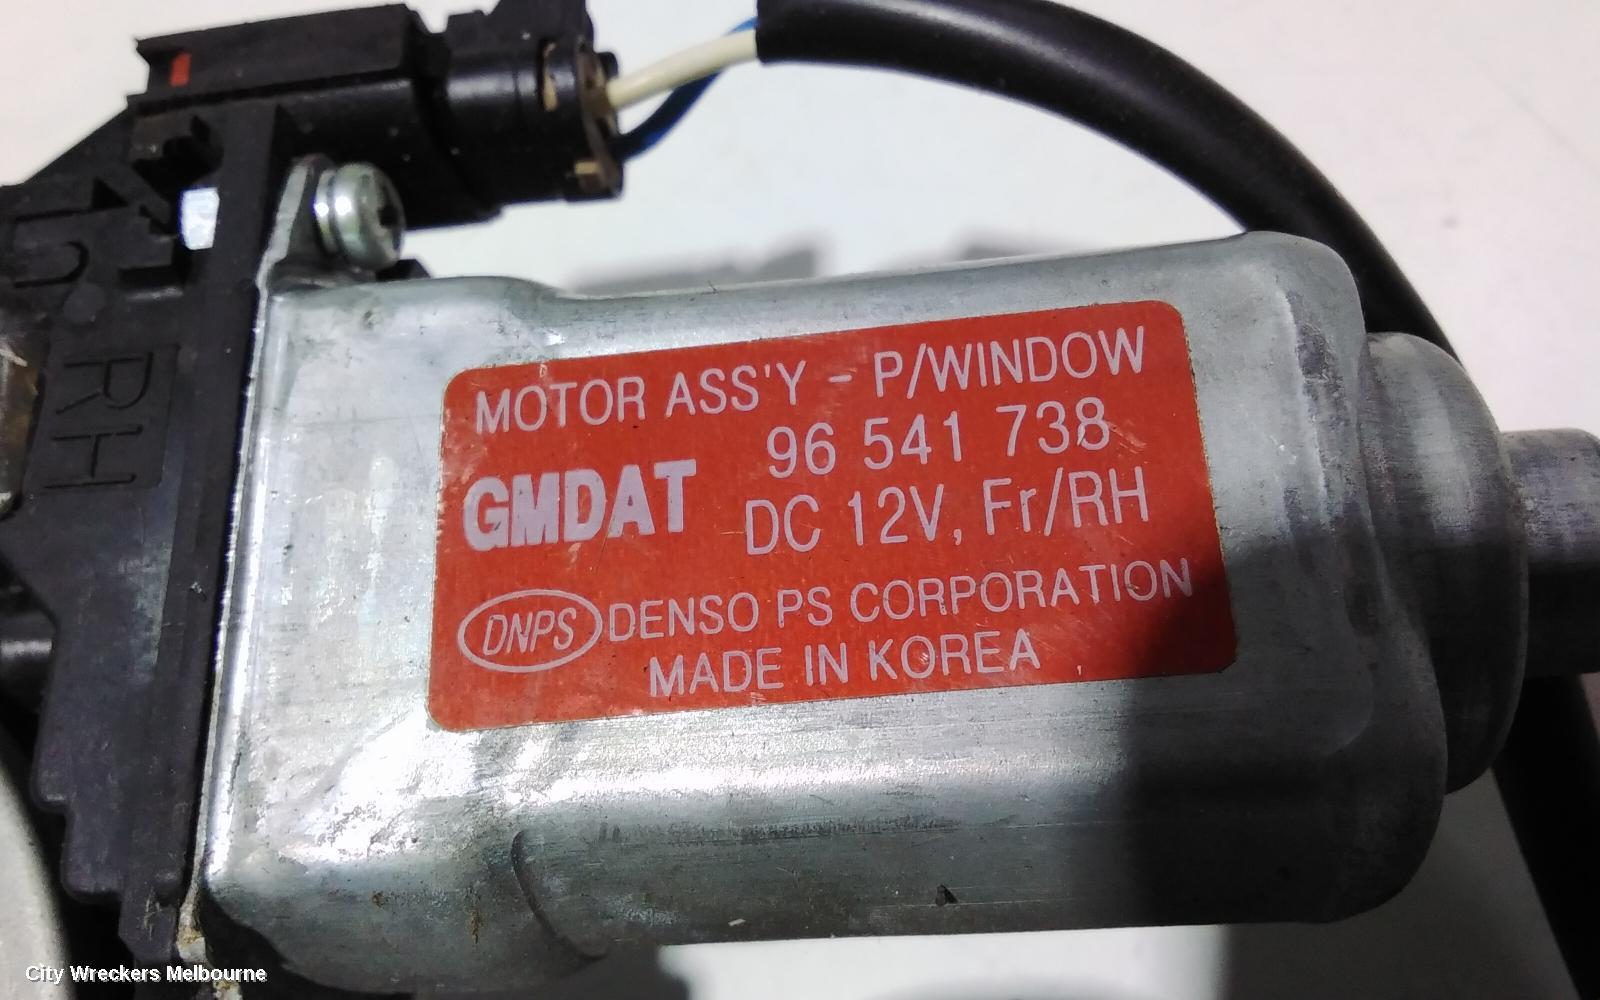 MOTOR ASS'Y - P/WINDOW
96 541 738
GMDAT
DC 12V, Fr/RH
DNPS DENSO PS CORPORATION
MADE IN KOREA
RH
City Wreckers Melbourne